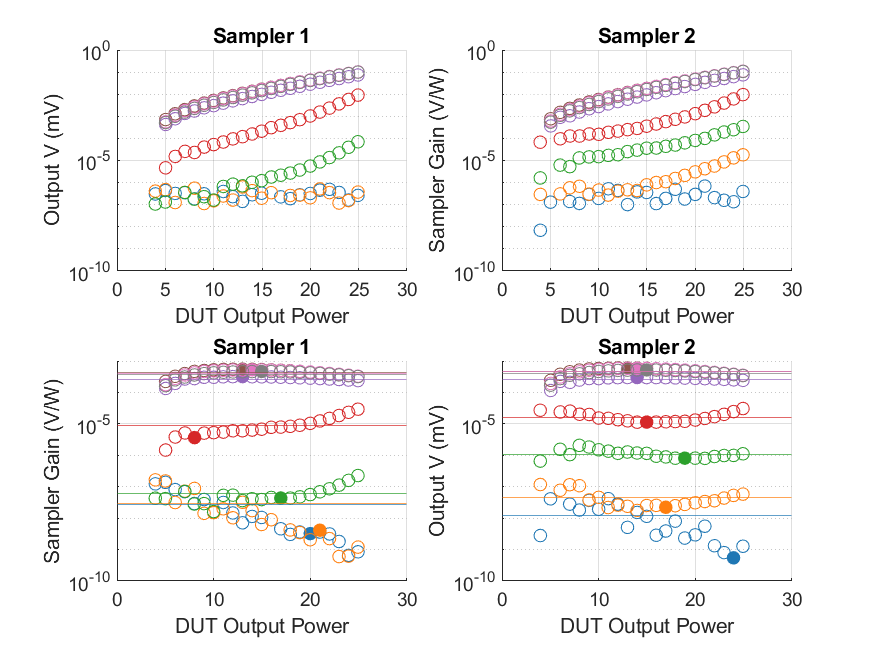 Sampler 1
Output V (mV)
10^0
10^-5
10^-10
0 5 10 15 20 25 30
DUT Output Power
Sampler 2
Sampler Gain (V/W)
10^0
10^-5
10^-10
0 5 10 15 20 25 30
DUT Output Power
Sampler 1
Sampler Gain (V/W)
10^-5
10^-10
0 10 20 30
DUT Output Power
Sampler 2
Output V (mV)
10^-5
10^-10
0 10 20 30
DUT Output Power